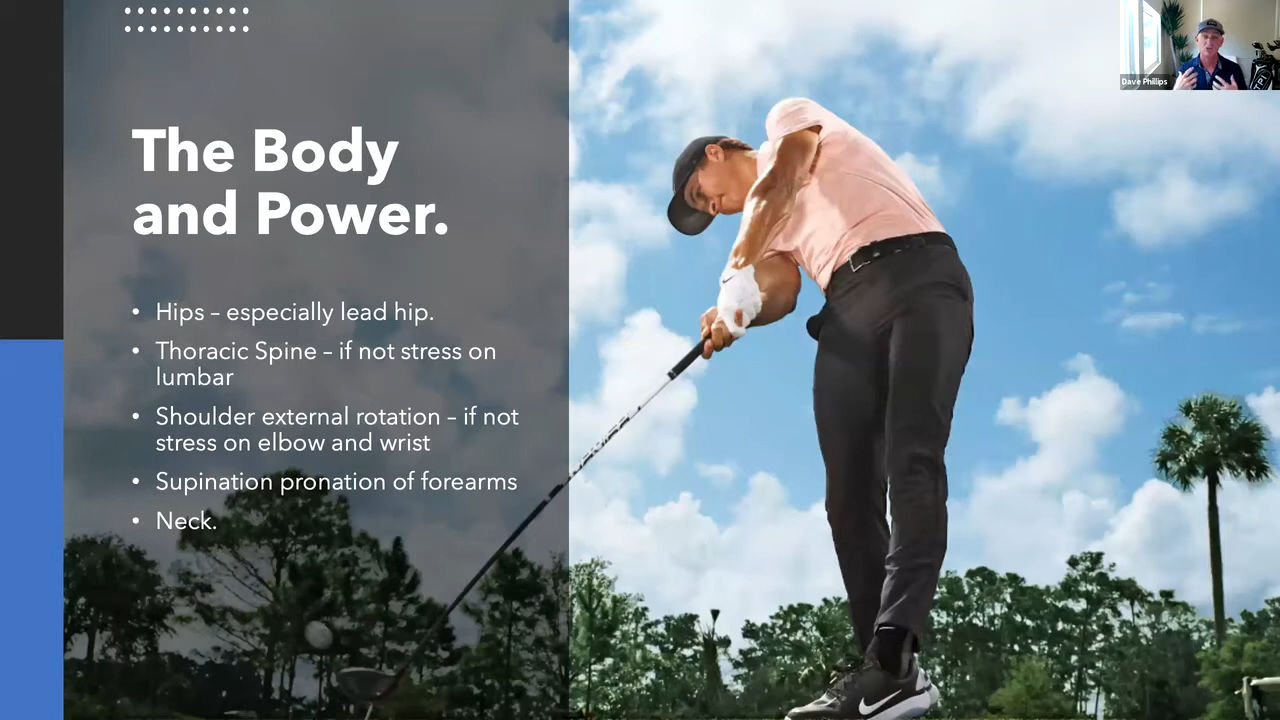 The Body
and Power.
• Hips – especially lead hip.
• Thoracic Spine – if not stress on
lumbar
• Shoulder external rotation – if not
stress on elbow and wrist
• Supination pronation of forearms
• Neck.
Dave Phillips